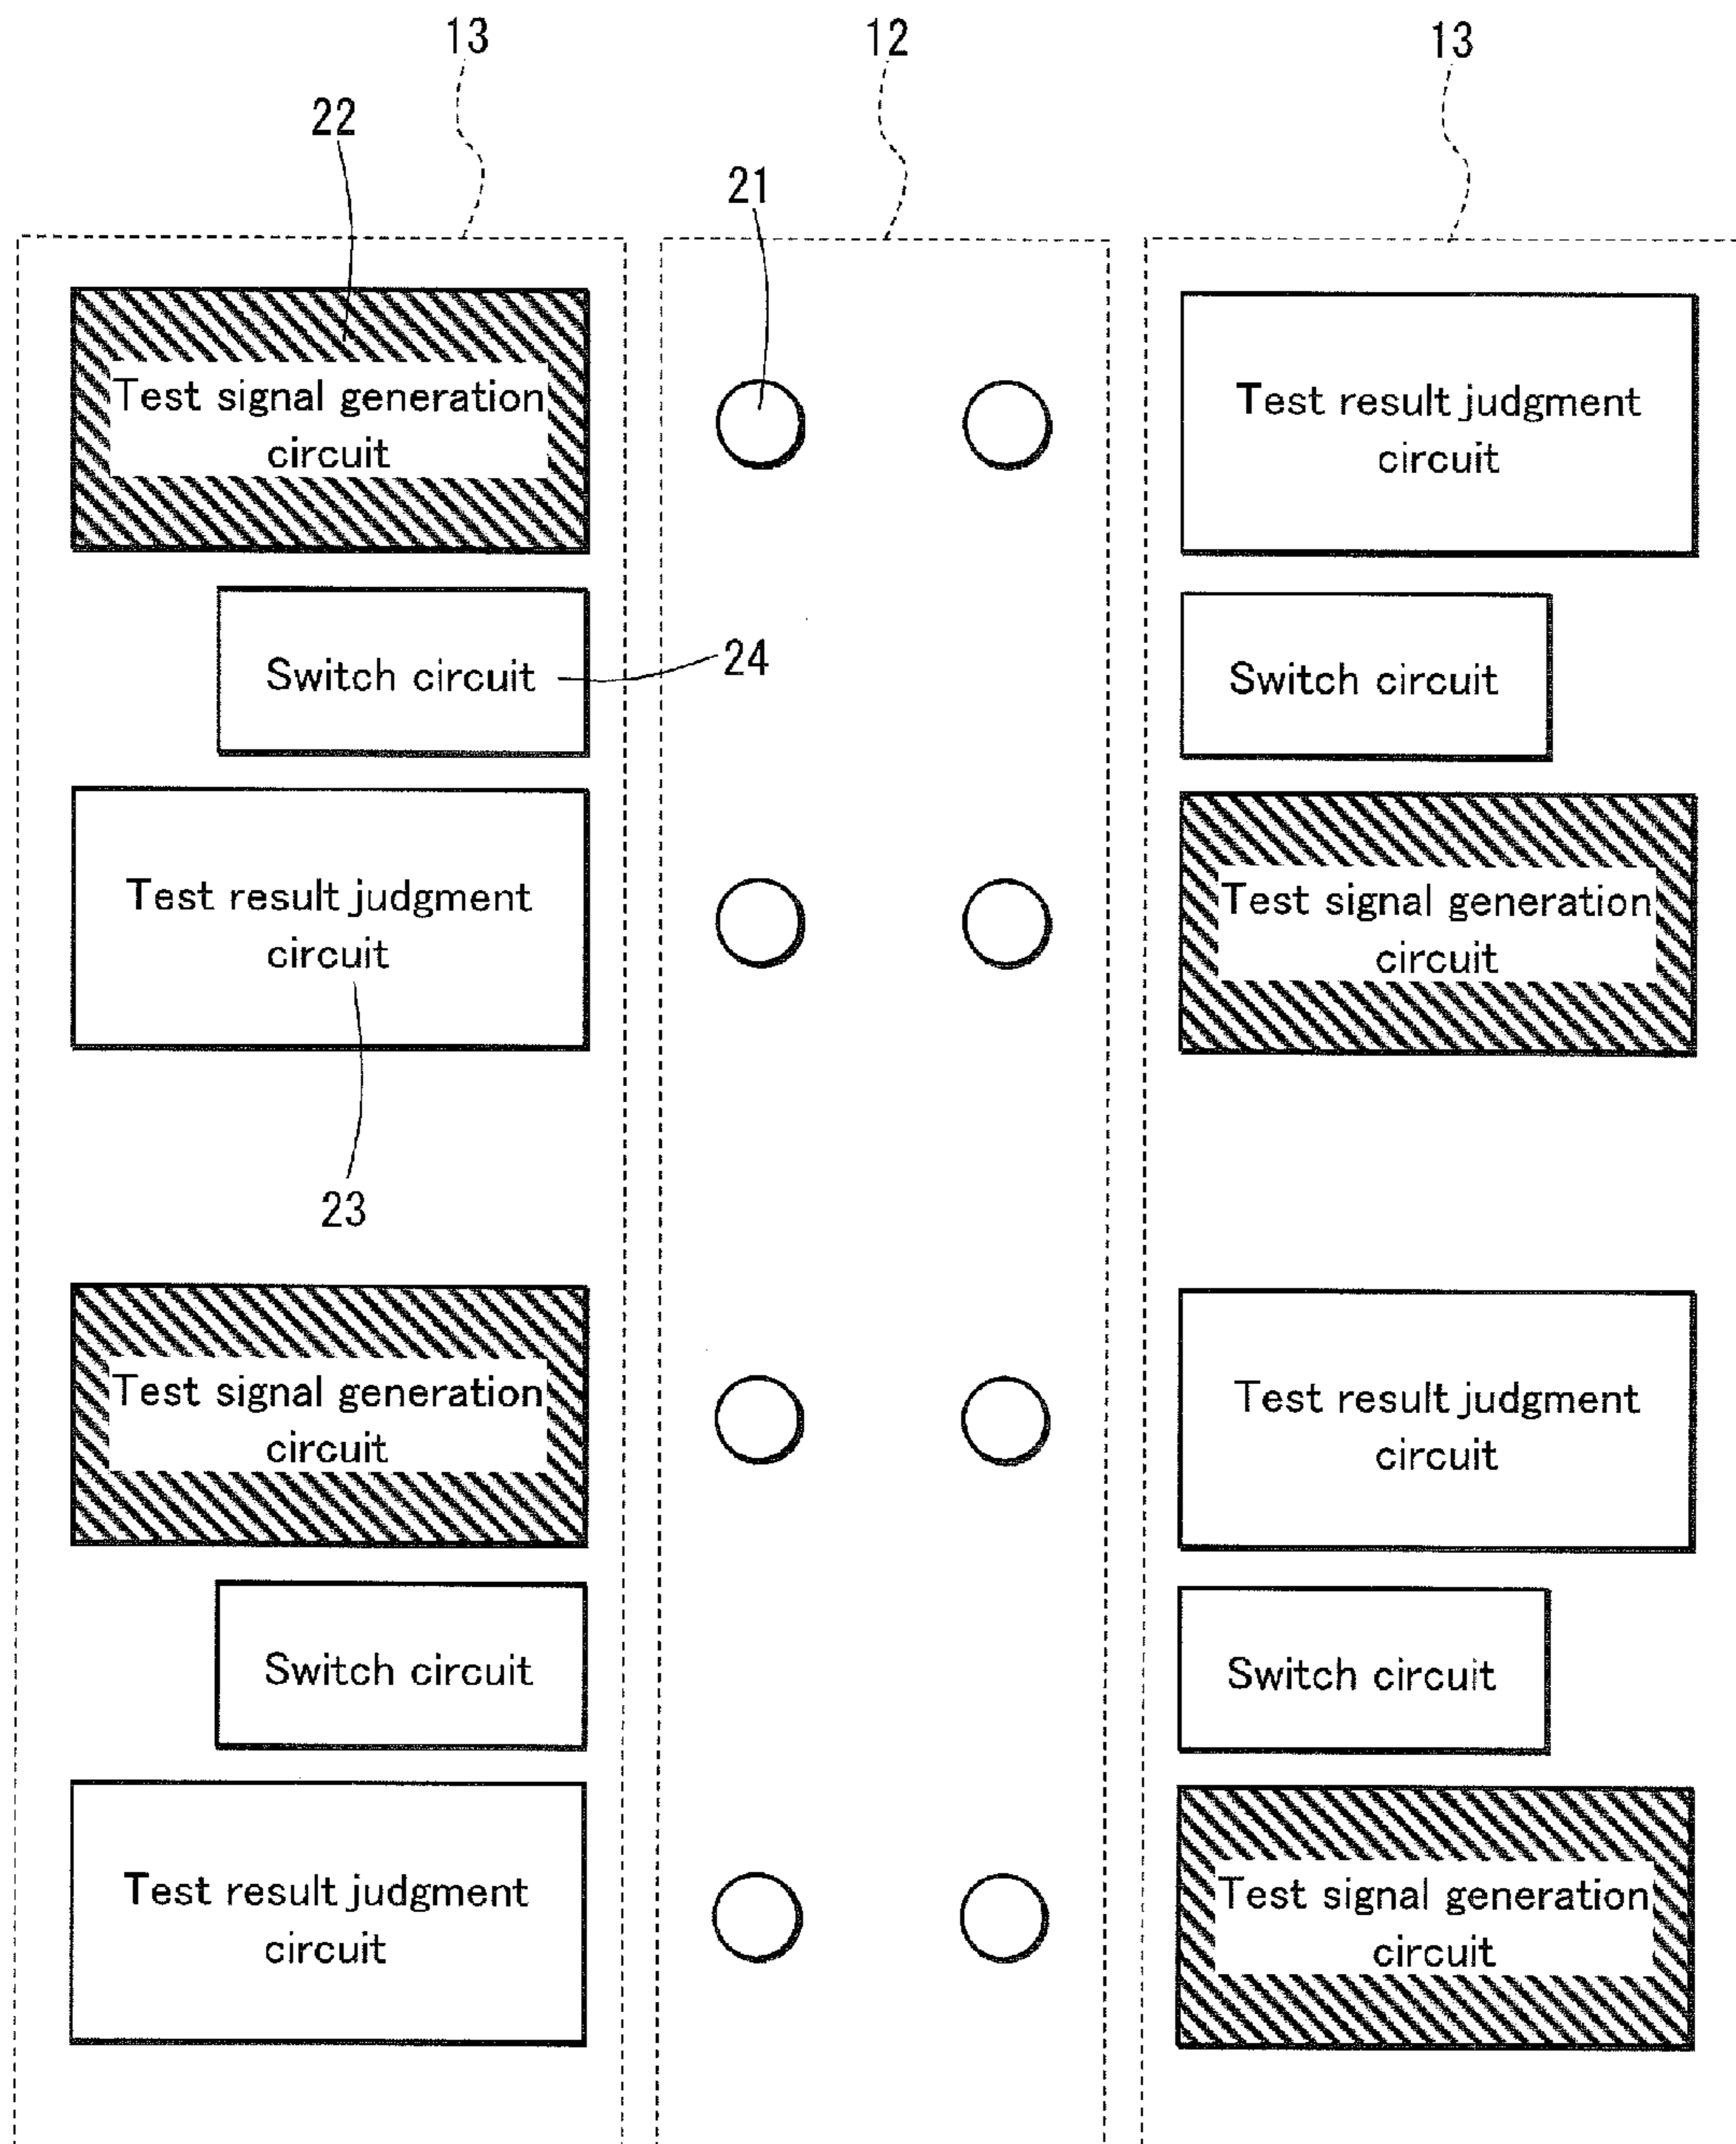 13
12
13
22
21
Test signal generation
circuit
Test result judgment
circuit
Switch circuit
24
Switch circuit
Test result judgment
circuit
Test signal generation
circuit
23
Test signal generation
circuit
Test result judgment
circuit
Switch circuit
Switch circuit
Test result judgment
circuit
Test signal generation
circuit